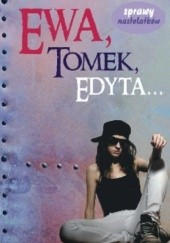 sprawy
nastolatków
EWA,
TOMEK,
EDYTA...